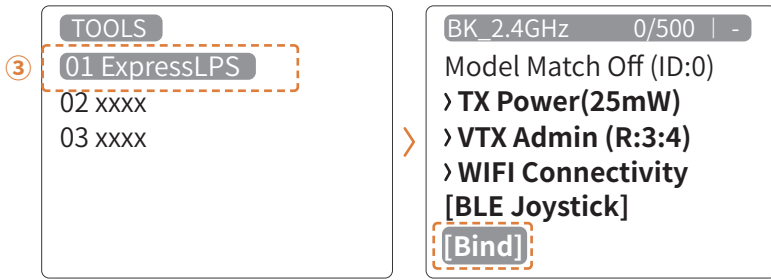 ③
TOOLS
01 ExpressLPS
02 xxxx
03 xxxx
BK_2.4GHz 0/500 | -
Model Match Off (ID:0)
› TX Power(25mW)
› VTX Admin (R:3:4)
› WIFI Connectivity
[BLE Joystick]
[Bind]